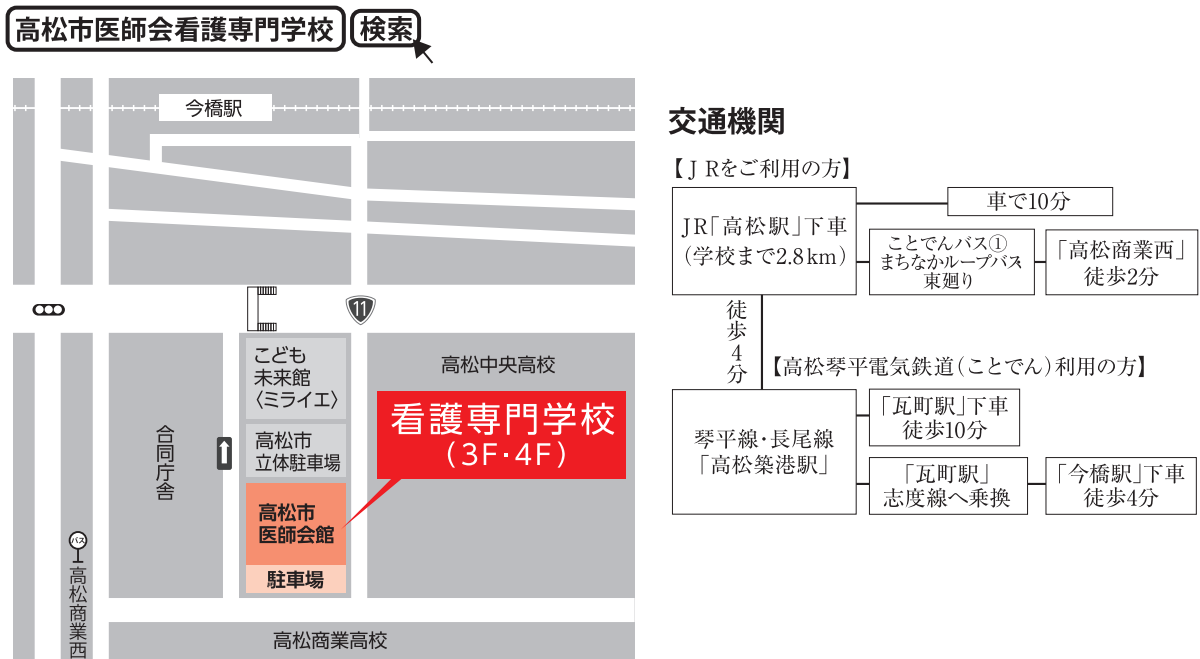 高松市医師会看護専門学校 検索
今橋駅
11
こども
未来館
〈ミライエ〉
高松中央高校
看護専門学校
(3F・4F)
高松市
立体駐車場
合同庁舎
高松市
医師会館
駐車場
バス
高松商業西
高松商業高校
交通機関
【ＪＲをご利用の方】
JR「高松駅」下車
(学校まで2.8km)
車で10分
ことでんバス①
まちなかループバス
東廻り
「高松商業西」
徒歩2分
徒歩4分
【高松琴平電気鉄道(ことでん)利用の方】
琴平線・長尾線
「高松築港駅」
「瓦町駅」下車
徒歩10分
「瓦町駅」
志度線へ乗換
「今橋駅」下車
徒歩4分